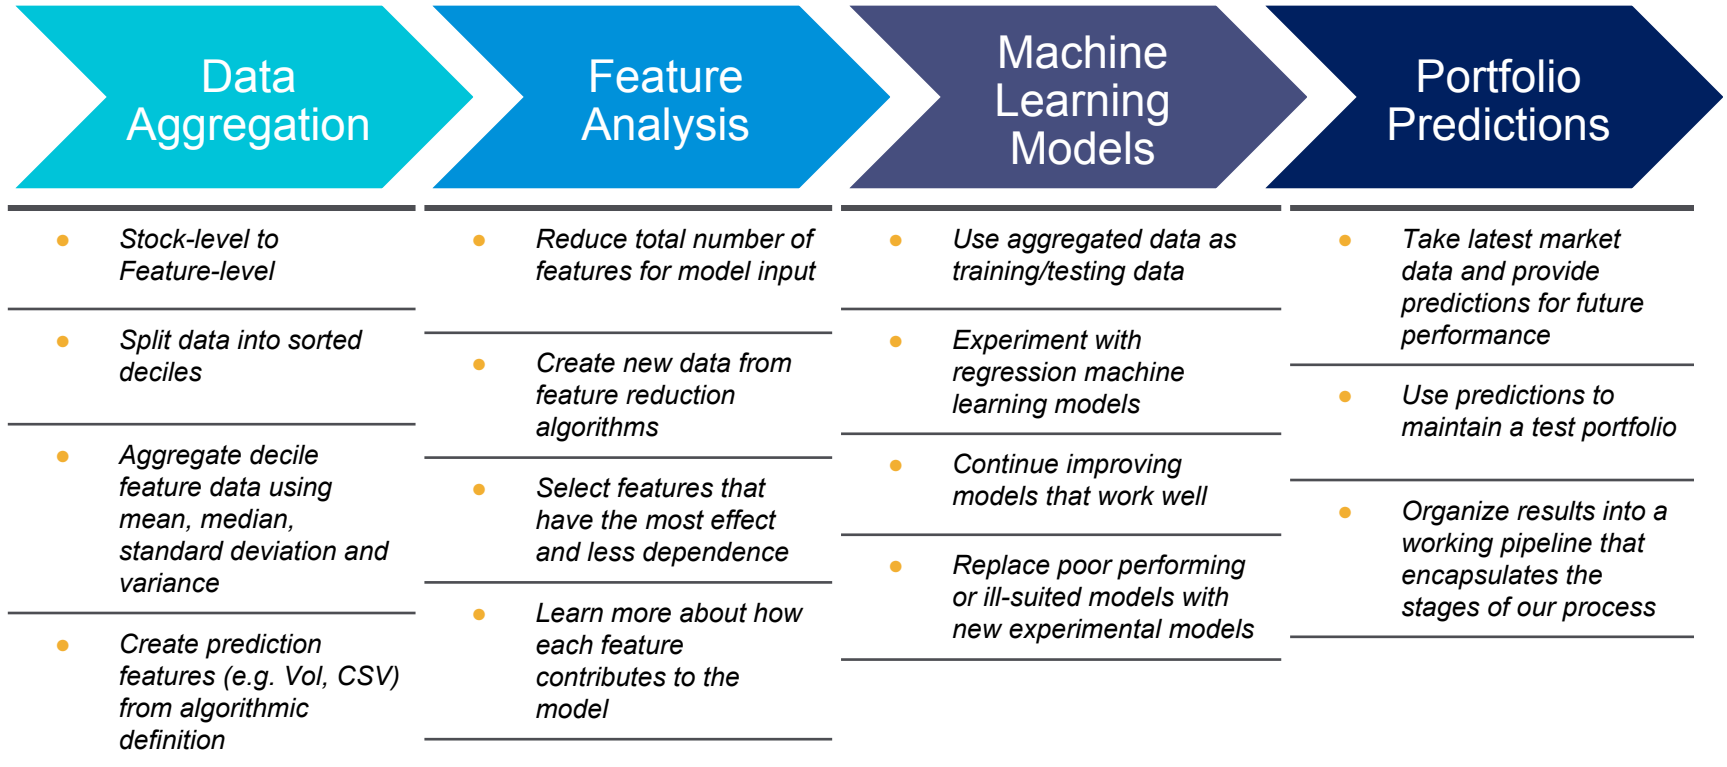 Data
Aggregation
Stock-level to
Feature-level
Split data into sorted
deciles
Aggregate decile
feature data using
mean, median,
standard deviation and
variance
Create prediction
features (e.g. Vol, CSV)
from algorithmic
definition
Feature
Analysis
Reduce total number of
features for model input
Create new data from
feature reduction
algorithms
Select features that
have the most effect
and less dependence
Learn more about how
each feature
contributes to the
model
Machine
Learning
Models
Use aggregated data as
training/testing data
Experiment with
regression machine
learning models
Continue improving
models that work well
Replace poor performing
or ill-suited models with
new experimental models
Portfolio
Predictions
Take latest market
data and provide
predictions for future
performance
Use predictions to
maintain a test portfolio
Organize results into a
working pipeline that
encapsulates the
stages of our process